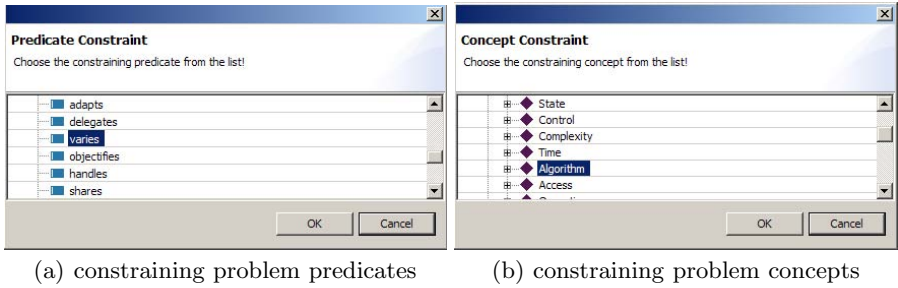 Predicate Constraint
Choose the constraining predicate from the list!
adapts
delegates
varies
objectifies
handles
shares
OK Cancel
(a) constraining problem predicates
Concept Constraint
Choose the constraining concept from the list!
State
Control
Complexity
Time
Algorithm
Access
OK Cancel
(b) constraining problem concepts